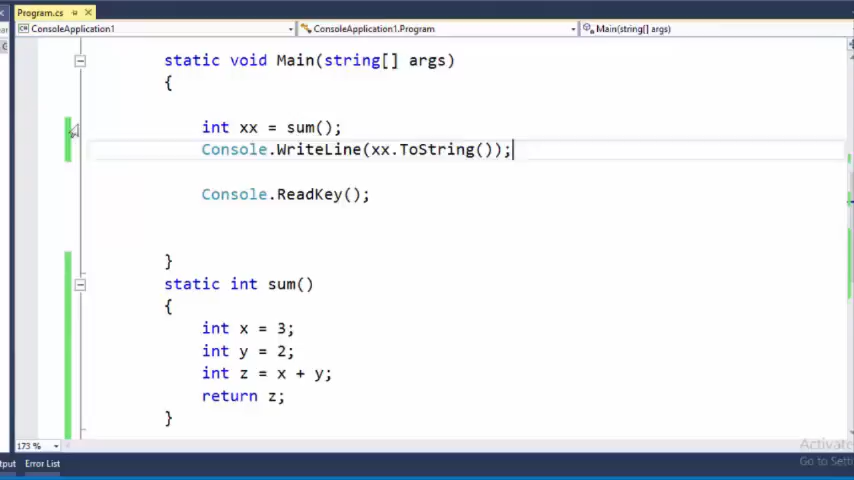 Program.cs
ConsoleApplication1
ConsoleApplication1.Program
Main(string[] args)
static void Main(string[] args)
{
int xx = sum();
Console.WriteLine(xx.ToString());
Console.ReadKey();
}
static int sum()
{
int x = 3;
int y = 2;
int z = x + y;
return z;
}
173 %
Activate
Go to Setti
tput Error List